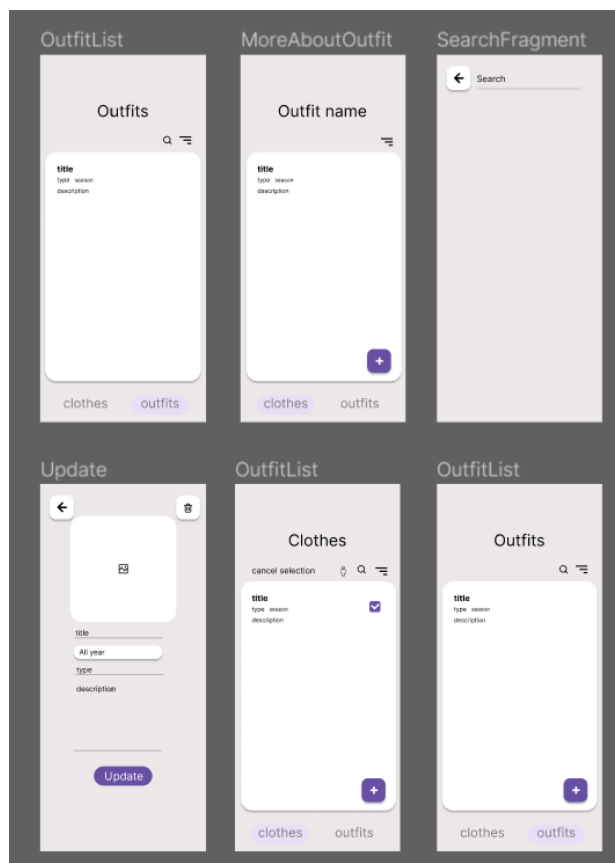 OutfitList
MoreAboutOutfit
SearchFragment
Outfits
title
type season
description
clothes outfits
Outfit name
title
type season
description
clothes outfits
Search
Update
OutfitList
OutfitList
title
All year
type
description
Update
Clothes
cancel selection
title
type season
description
clothes outfits
Outfits
title
type season
description
clothes outfits